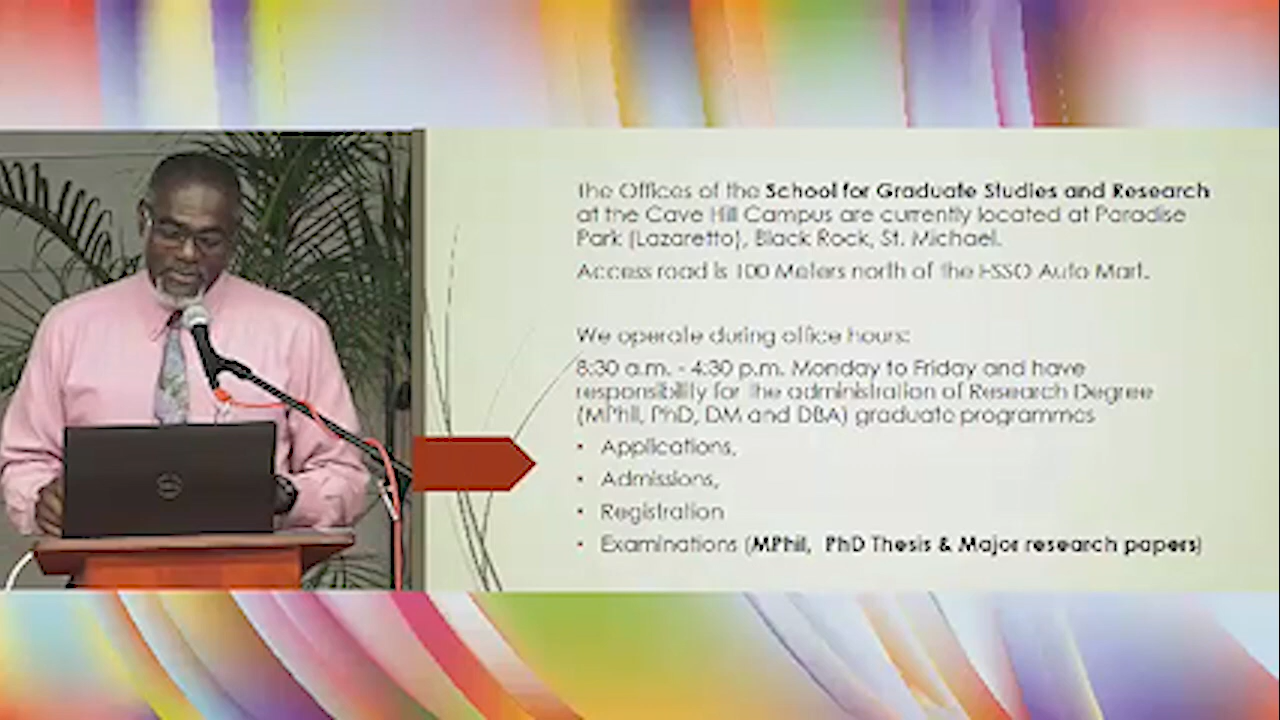 The Offices of the School for Graduate Studies and Research
at the Cave Hill Campus are currently located at Paradise
Park (Lazaretto), Black Rock, St. Michael.
Access road is 100 Meters north of the ESSO Auto Mart.
We operate during office hours:
8:30 a.m. - 4:30 p.m. Monday to Friday and have
responsibility for the administration of Research Degree
(MPhil, PhD, DM and DBA) graduate programmes
• Applications,
• Admissions,
• Registration
• Examinations (MPhil, PhD Thesis & Major research papers)
DELL